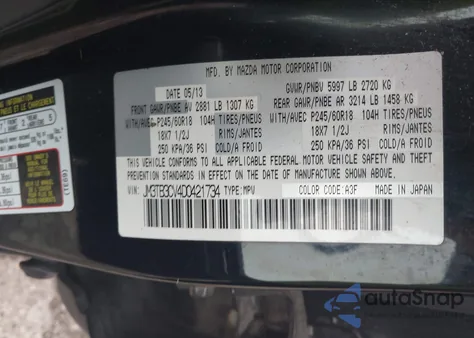 MFD. BY MAZDA MOTOR CORPORATION
DATE 05/13
GVWR/PNBV 5997 LB 2720 KG
FRONT GAWR/PNBE AV 2881 LB 1307 KG
REAR GAWR/PNBE AR 3214 LB 1458 KG
WITH/AVEC P245/60R18 104H TIRES/PNEUS
WITH/AVEC P245/60R18 104H TIRES/PNEUS
18X7 1/2J RIMS/JANTES
18X7 1/2J RIMS/JANTES
250 KPA/36 PSI COLD/A FROID
250 KPA/36 PSI COLD/A FROID
THIS VEHICLE CONFORMS TO ALL APPLICABLE FEDERAL MOTOR VEHICLE SAFETY AND THEFT
PREVENTION STANDARDS IN EFFECT ON THE DATE OF MANUFACTURE SHOWN ABOVE.
VIN: JM3TB3CV4D0421734 TYPE: MPV COLOR CODE: A3F MADE IN JAPAN
autoSnap